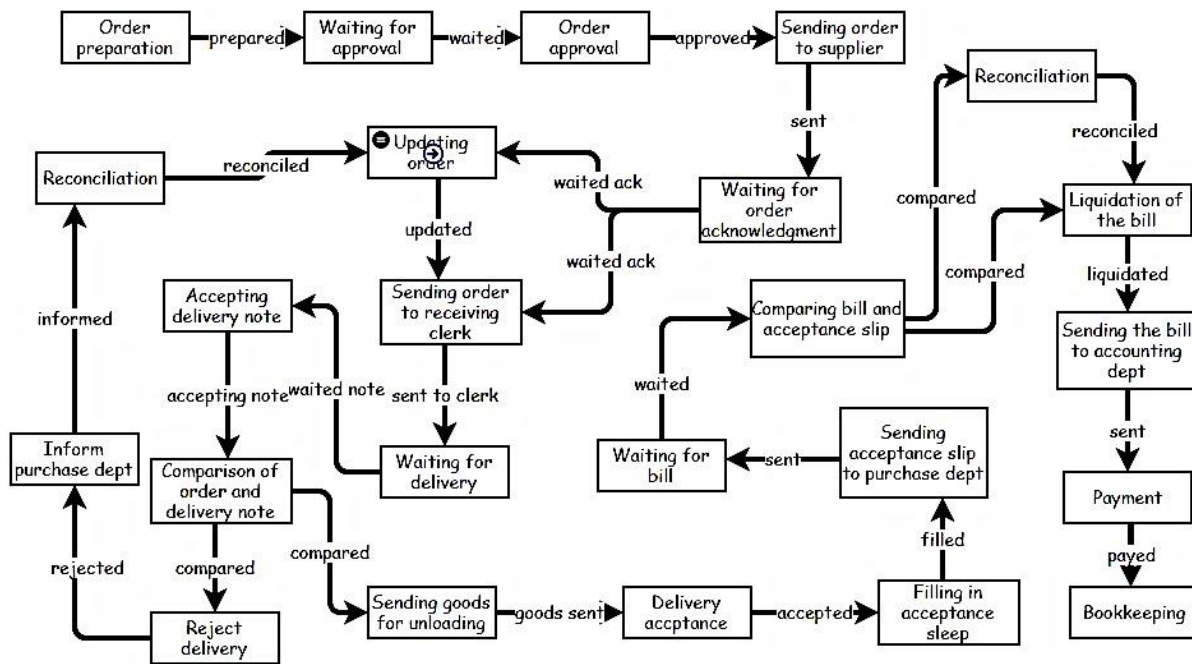 Order
preparation
prepared
Waiting for
approval
waited
Order
approval
approved
Sending order
to supplier
sent
Reconciliation
reconciled
Updating
order
waited ack
Waiting for
order
acknowledgment
Reconciliation
reconciled
compared
Liquidation of
the bill
updated
waited ack
compared
liquidated
informed
Accepting
delivery note
Sending order
to receiving
clerk
Comparing bill and
acceptance slip
Sending the bill
to accounting
dept
accepting note
waited note
sent to clerk
waited
sent
Inform
purchase dept
Comparison of
order and
delivery note
Waiting for
delivery
Waiting for
bill
sent
Sending
acceptance slip
to purchase dept
Payment
rejected
compared
compared
filled
payed
Reject
delivery
Sending goods
for unloading
goods sent
Delivery
accptance
accepted
Filling in
acceptance
sleep
Bookkeeping